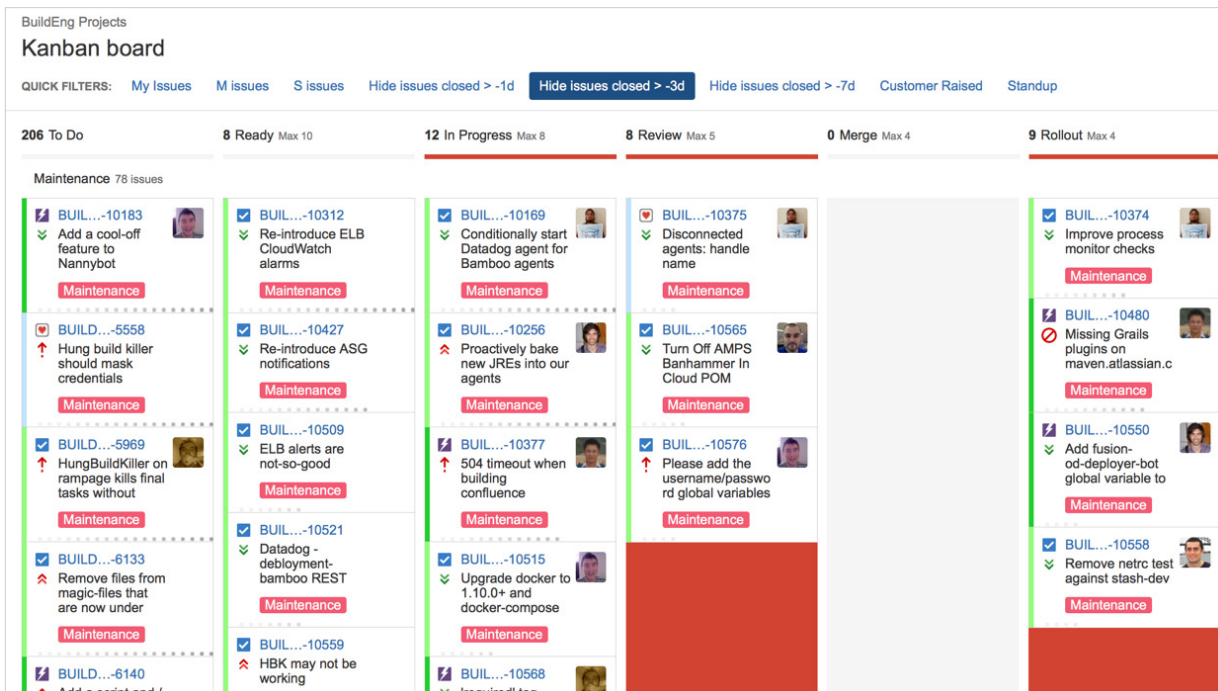 BuildEng Projects
Kanban board
QUICK FILTERS: My Issues M issues S issues Hide issues closed > -1d Hide issues closed > -3d Hide issues closed > -7d Customer Raised Standup
206 To Do
8 Ready Max 10
12 In Progress Max 8
8 Review Max 5
0 Merge Max 4
9 Rollout Max 4
Maintenance 78 issues
BUIL...-10183
Add a cool-off
feature to
Nannybot
Maintenance
BUILD...-5558
Hung build killer
should mask
credentials
Maintenance
BUILD...-5969
HungBuildKiller on
rampage kills final
tasks without
Maintenance
BUILD...-6133
Remove files from
magic-files that
are now under
Maintenance
BUILD...-6140
Add a script and /
BUIL...-10312
Re-introduce ELB
CloudWatch
alarms
Maintenance
BUIL...-10427
Re-introduce ASG
notifications
Maintenance
BUIL...-10509
ELB alerts are
not-so-good
Maintenance
BUIL...-10521
Datadog -
debloyment-
bamboo REST
Maintenance
BUIL...-10559
HBK may not be
working
BUIL...-10169
Conditionally start
Datadog agent for
Bamboo agents
Maintenance
BUIL...-10256
Proactively bake
new JREs into our
agents
Maintenance
BUIL...-10377
504 timeout when
building
confluence
Maintenance
BUIL...-10515
Upgrade docker to
1.10.0+ and
docker-compose
Maintenance
BUIL...-10568
BUIL...-10375
Disconnected
agents: handle
name
Maintenance
BUIL...-10565
Turn Off AMPS
Banhammer In
Cloud POM
Maintenance
BUIL...-10576
Please add the
username/passwo
rd global variables
Maintenance
BUIL...-10374
Improve process
monitor checks
Maintenance
BUIL...-10480
Missing Grails
plugins on
maven.atlassian.c
Maintenance
BUIL...-10550
Add fusion-
od-deployer-bot
global variable to
Maintenance
BUIL...-10558
Remove netrc test
against stash-dev
Maintenance